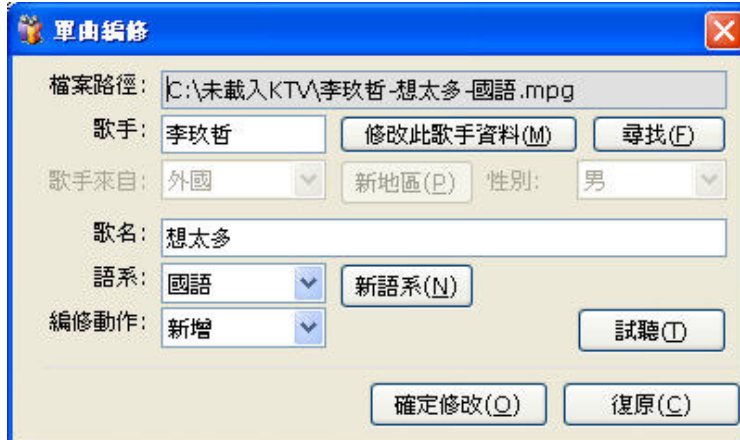 單曲編修
檔案路徑: C:\未載入KTV\李玖哲-想太多-國語.mpg
歌手: 李玖哲 修改此歌手資料(M) 尋找(F)
歌手來自: 外國 新地區(P) 性別: 男
歌名: 想太多
語系: 國語 新語系(N)
編修動作: 新增 試聽(T)
確定修改(O) 復原(C)